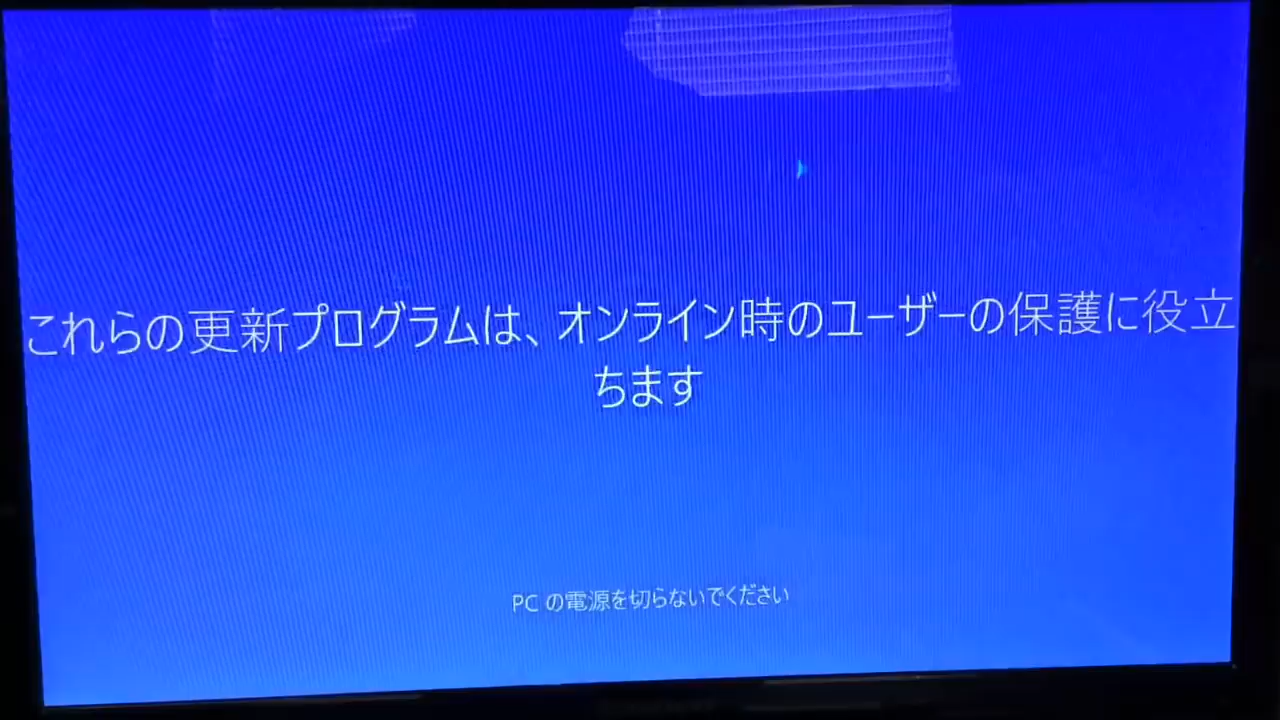 これらの更新プログラムは、オンライン時のユーザーの保護に役立
ちます
PC の電源を切らないでください